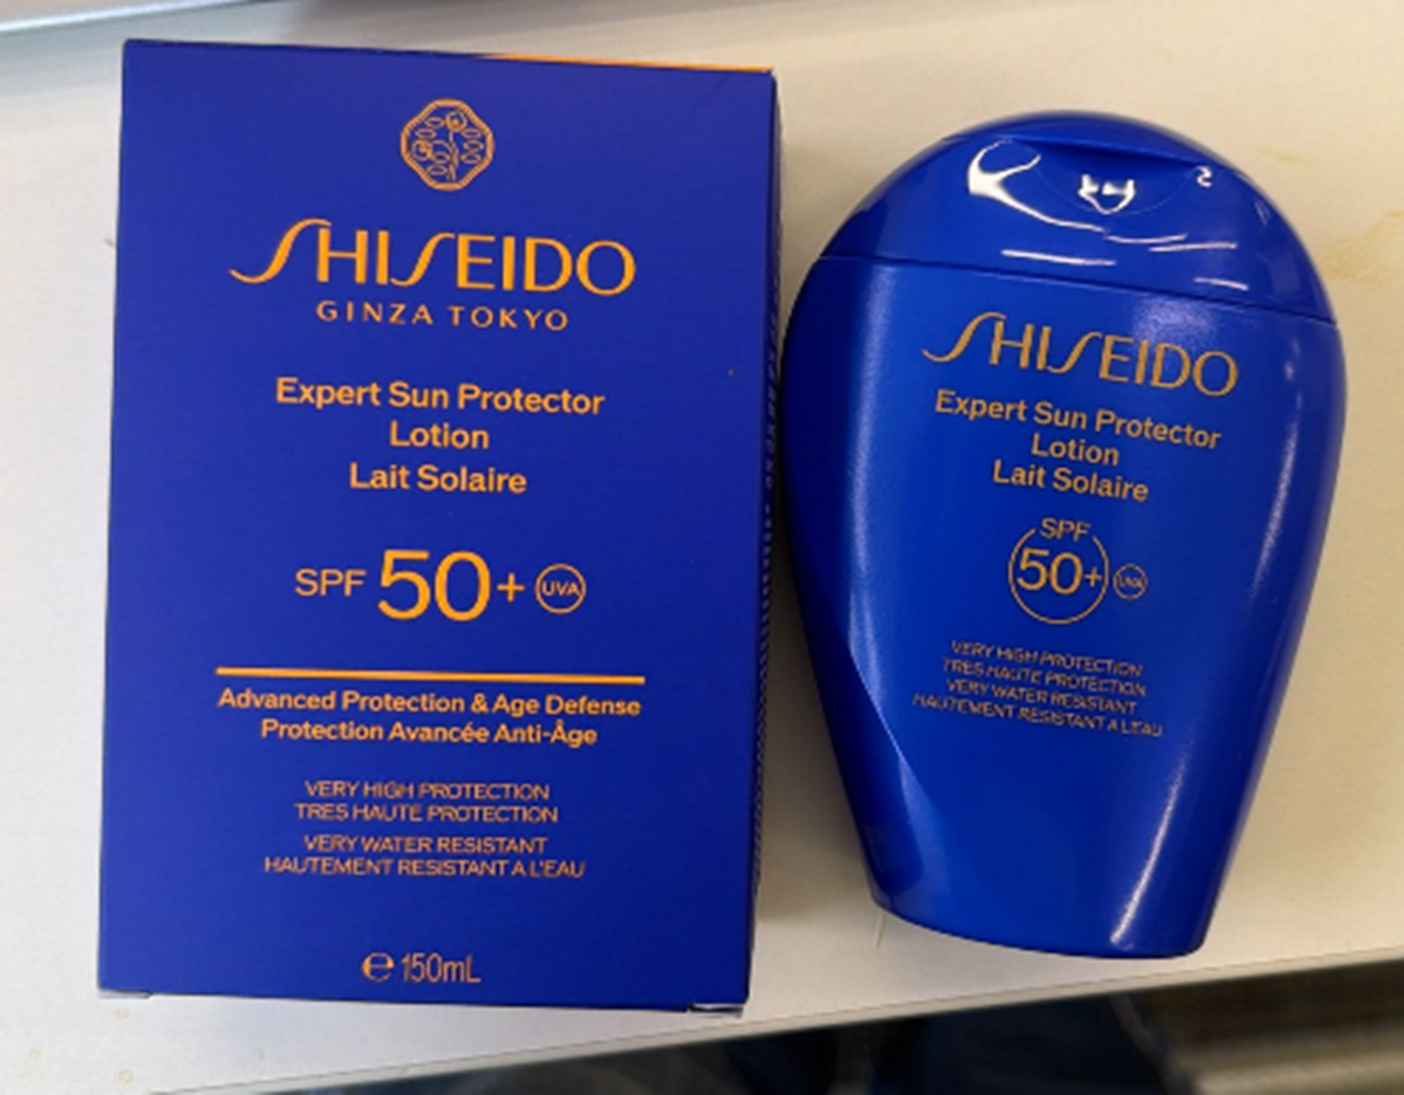 SHISEIDO
GINZA TOKYO
Expert Sun Protector
Lotion
Lait Solaire
SPF 50+ UVA
Advanced Protection & Age Defense
Protection Avancée Anti-Âge
VERY HIGH PROTECTION
TRES HAUTE PROTECTION
VERY WATER RESISTANT
HAUTEMENT RESISTANT A L'EAU
e 150mL
SHISEIDO
Expert Sun Protector
Lotion
Lait Solaire
SPF
50+ UVA
VERY HIGH PROTECTION
TRES HAUTE PROTECTION
VERY WATER RESISTANT
HAUTEMENT RESISTANT A L'EAU